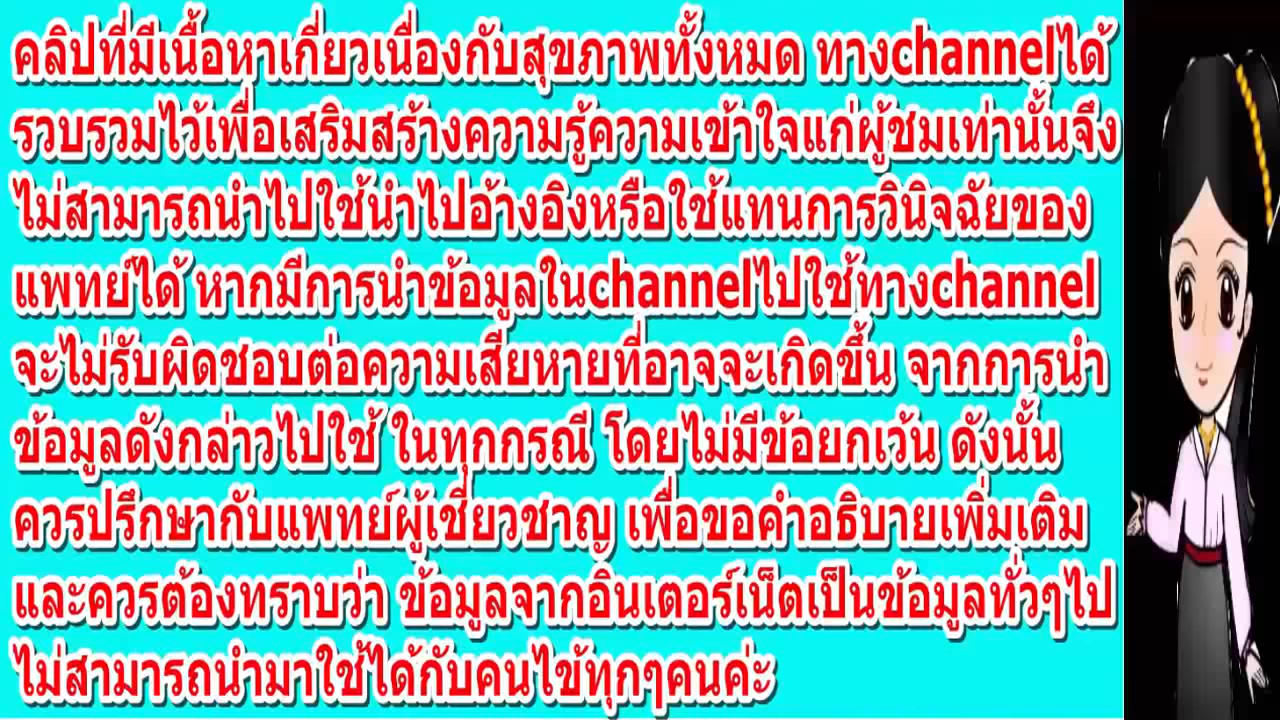 คลิปที่มีเนื้อหาเกี่ยวเนื่องกับสุขภาพทั้งหมด ทางchannelได้
รวบรวมไว้เพื่อเสริมสร้างความรู้ความเข้าใจแก่ผู้ชมเท่านั้นจึง
ไม่สามารถนำไปใช้นำไปอ้างอิงหรือใช้แทนการวินิจฉัยของ
แพทย์ได้ หากมีการนำข้อมูลในchannelไปใช้ทางchannel
จะไม่รับผิดชอบต่อความเสียหายที่อาจจะเกิดขึ้น จากการนำ
ข้อมูลดังกล่าวไปใช้ ในทุกกรณี โดยไม่มีข้อยกเว้น ดังนั้น
ควรปรึกษากับแพทย์ผู้เชี่ยวชาญ เพื่อขอคำอธิบายเพิ่มเติม
และควรต้องทราบว่า ข้อมูลจากอินเตอร์เน็ตเป็นข้อมูลทั่วๆไป
ไม่สามารถนำมาใช้ได้กับคนไข้ทุกๆคนค่ะ